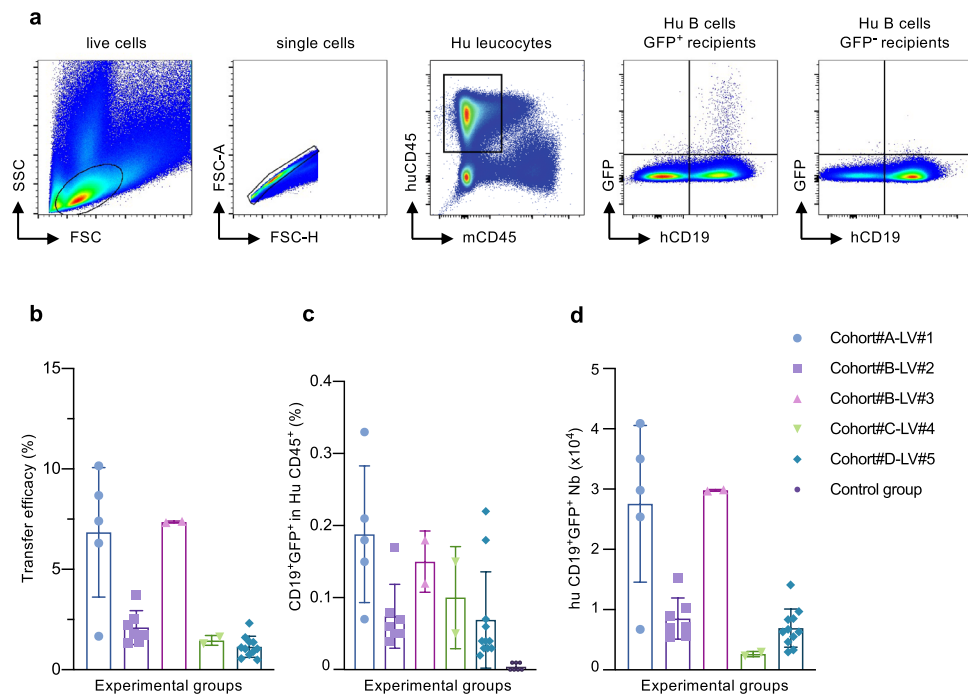 a
live cells
single cells
Hu leucocytes
Hu B cells
GFP⁺ recipients
Hu B cells
GFP⁻ recipients
SSC
FSC
FSC-A
FSC-H
huCD45
mCD45
GFP
hCD19
GFP
hCD19
b
Transfer efficacy (%)
15
10
5
0
Experimental groups
c
CD19⁺GFP⁺ in Hu CD45⁺ (%)
0.4
0.3
0.2
0.1
0.0
Experimental groups
d
hu CD19⁺GFP⁺ Nb (x10⁴)
5
4
3
2
1
0
Experimental groups
Cohort#A-LV#1
Cohort#B-LV#2
Cohort#B-LV#3
Cohort#C-LV#4
Cohort#D-LV#5
Control group